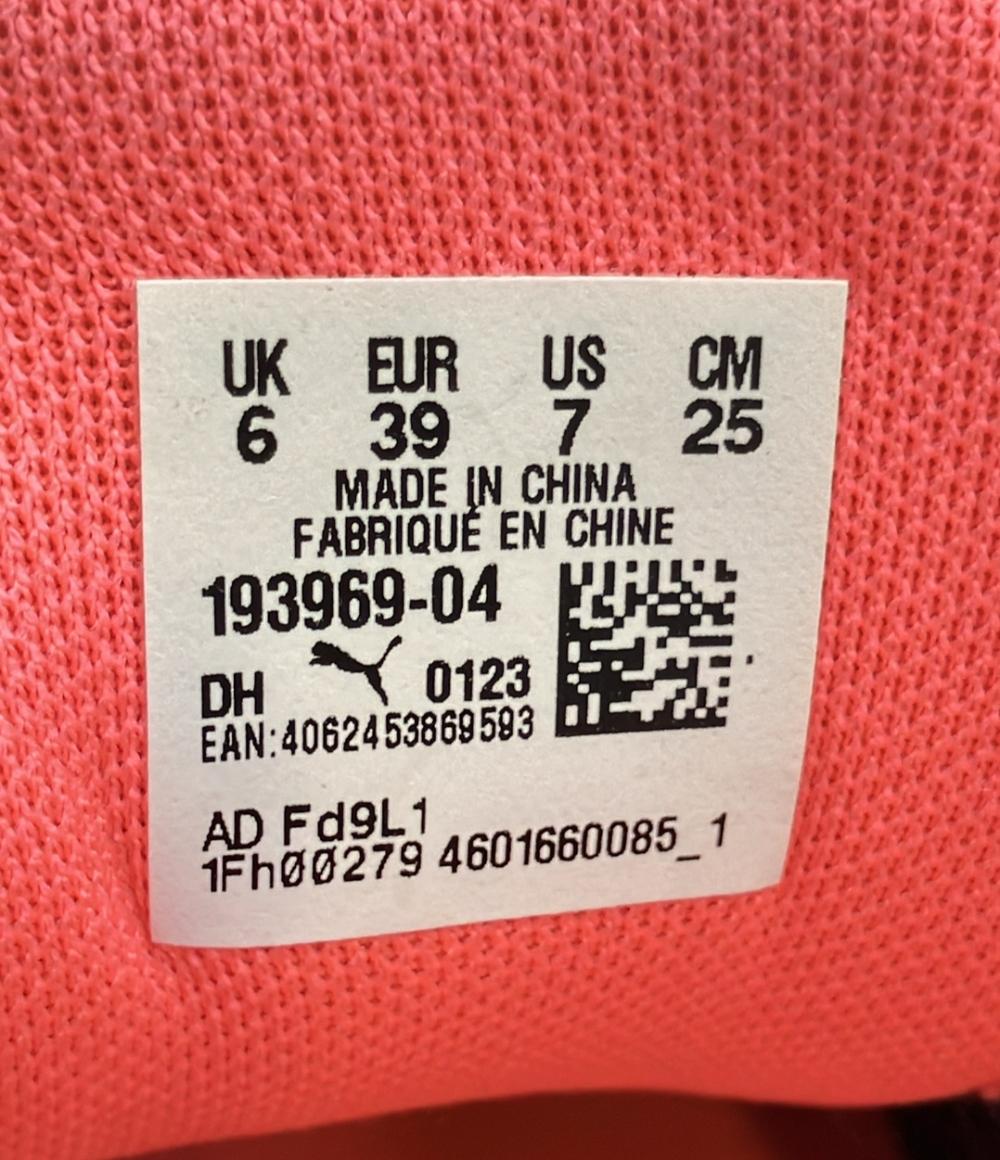 UK EUR US CM
6 39 7 25
MADE IN CHINA
FABRIQUÉ EN CHINE
193969-04
DH 0123
EAN:4062453869593
AD Fd9L1
1Fh00279 4601660085_1